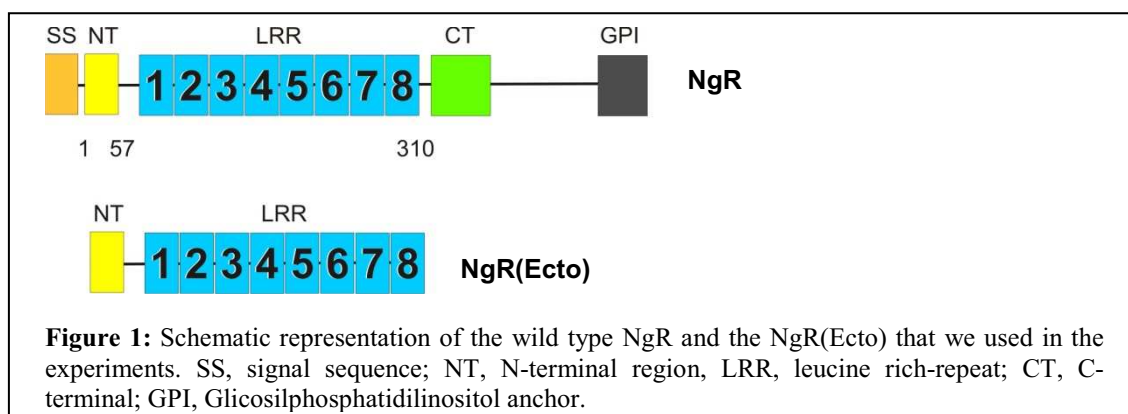 SS NT LRR CT GPI
1 2 3 4 5 6 7 8 NgR
1 57 310
NT LRR
1 2 3 4 5 6 7 8 NgR(Ecto)
Figure 1: Schematic representation of the wild type NgR and the NgR(Ecto) that we used in the
experiments. SS, signal sequence; NT, N-terminal region, LRR, leucine rich-repeat; CT, C-
terminal; GPI, Glicosilphosphatidilinositol anchor.